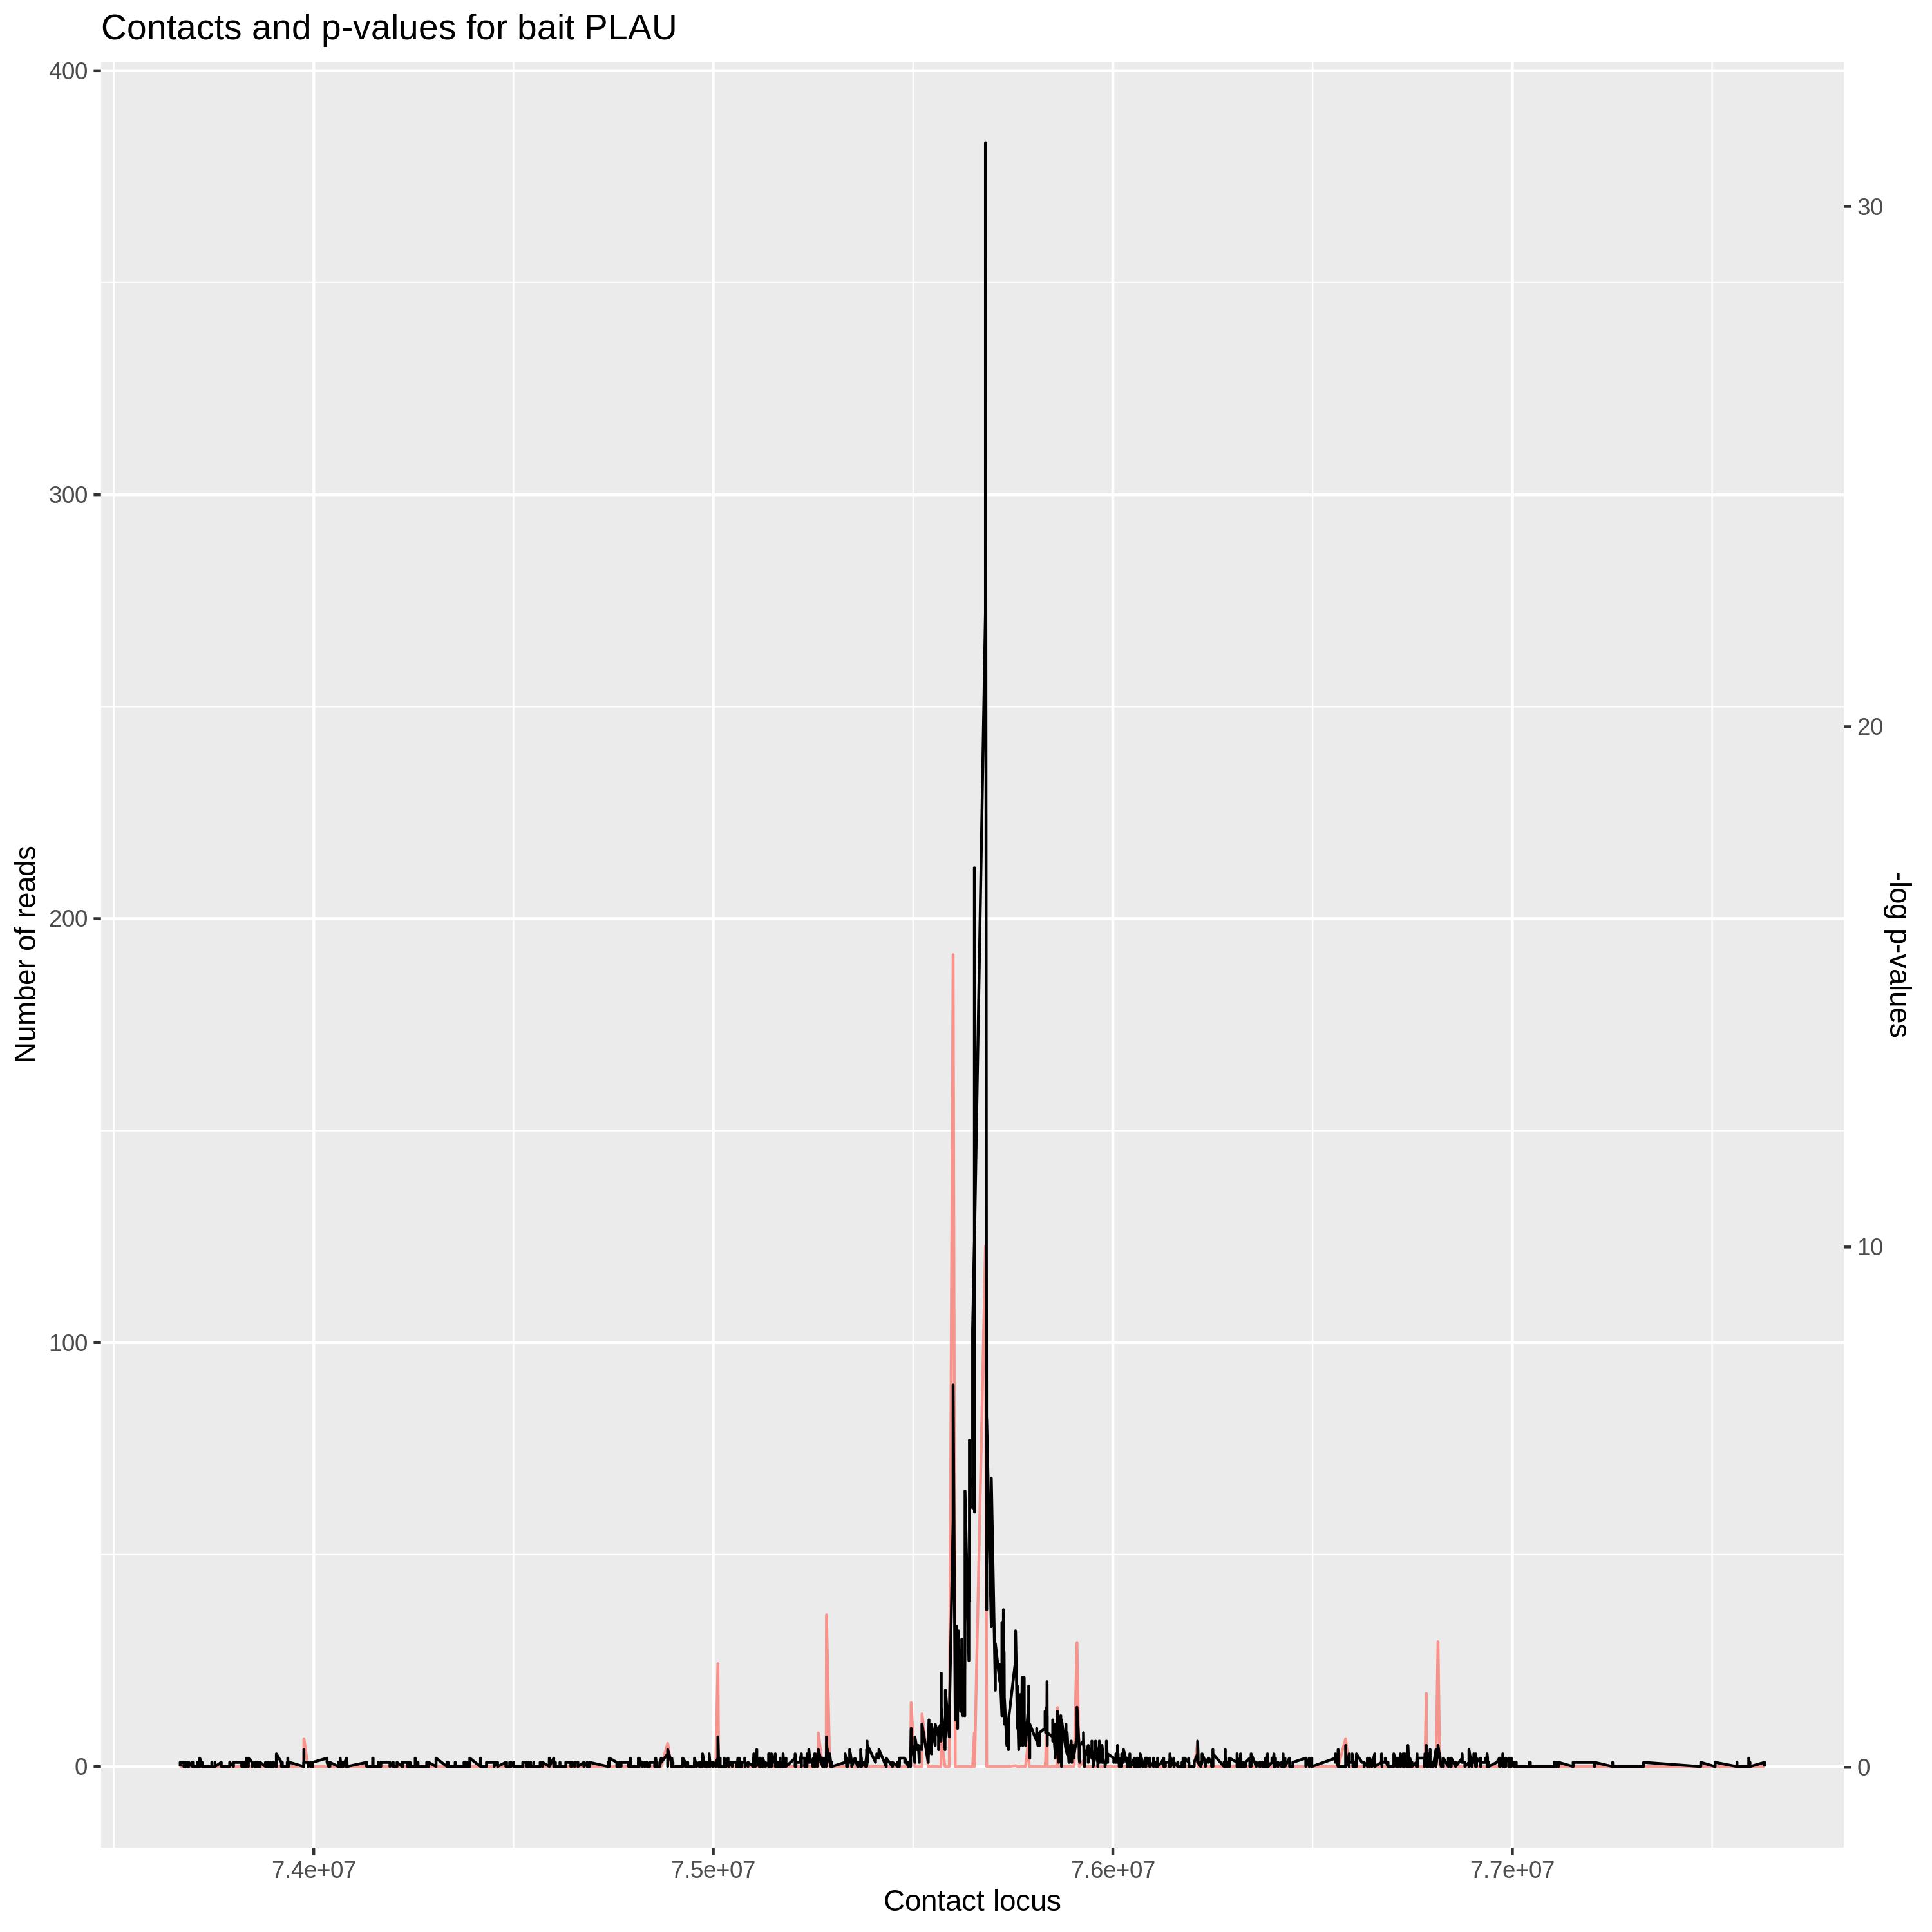 Contacts and p-values for bait PLAU
400
300
200
100
0
30
20
10
0
Number of reads
-log p-values
7.4e+07
7.5e+07
7.6e+07
7.7e+07
Contact locus